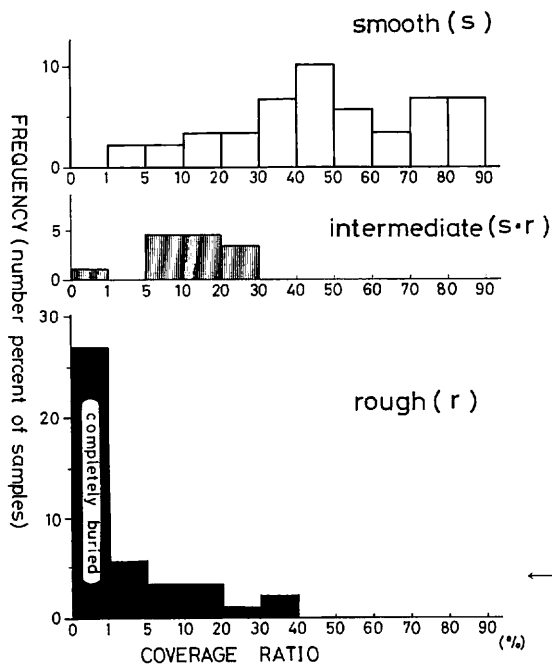 smooth (s)
10
0
0 1 5 10 20 30 40 50 60 70 80 90
FREQUENCY (number percent of samples)
intermediate (s·r)
5
0
0 1 5 10 20 30 40 50 60 70 80 90
30
rough (r)
20
completely buried
10
0
0 1 5 10 20 30 40 50 60 70 80 90 (%)
COVERAGE RATIO
←